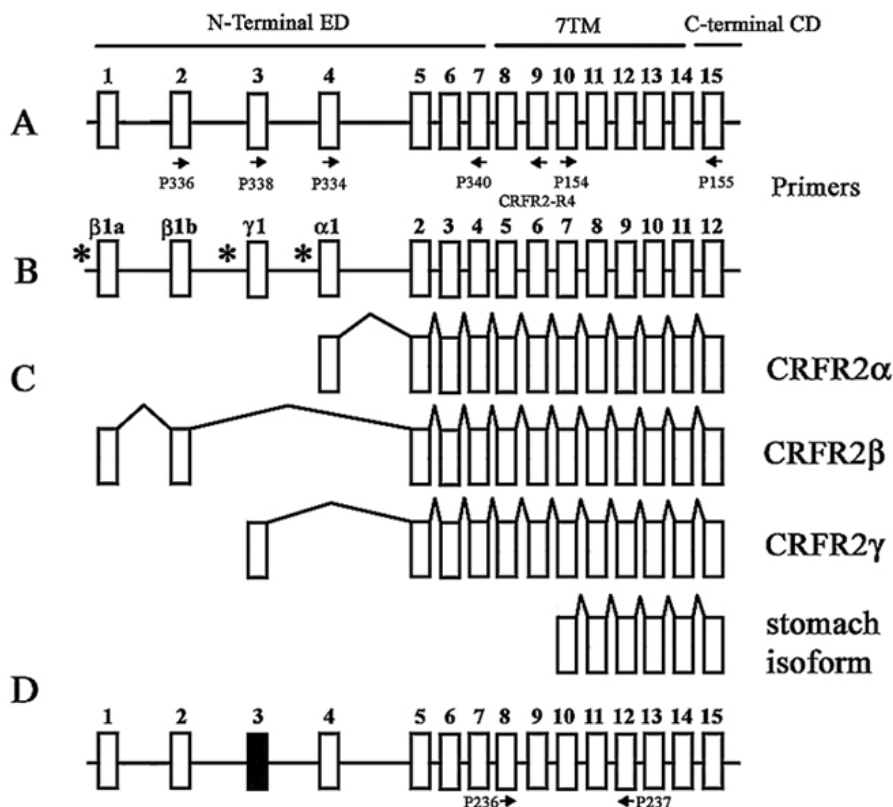 N-Terminal ED 7TM C-terminal CD
1 2 3 4 5 6 7 8 9 10 11 12 13 14 15
A
P336 P338 P334 P340 P154 P155
CRFR2-R4
Primers
β1a β1b γ1 α1 2 3 4 5 6 7 8 9 10 11 12
B * * *
C
CRFR2α
CRFR2β
CRFR2γ
stomach
isoform
D
1 2 3 4 5 6 7 8 9 10 11 12 13 14 15
P236 P237